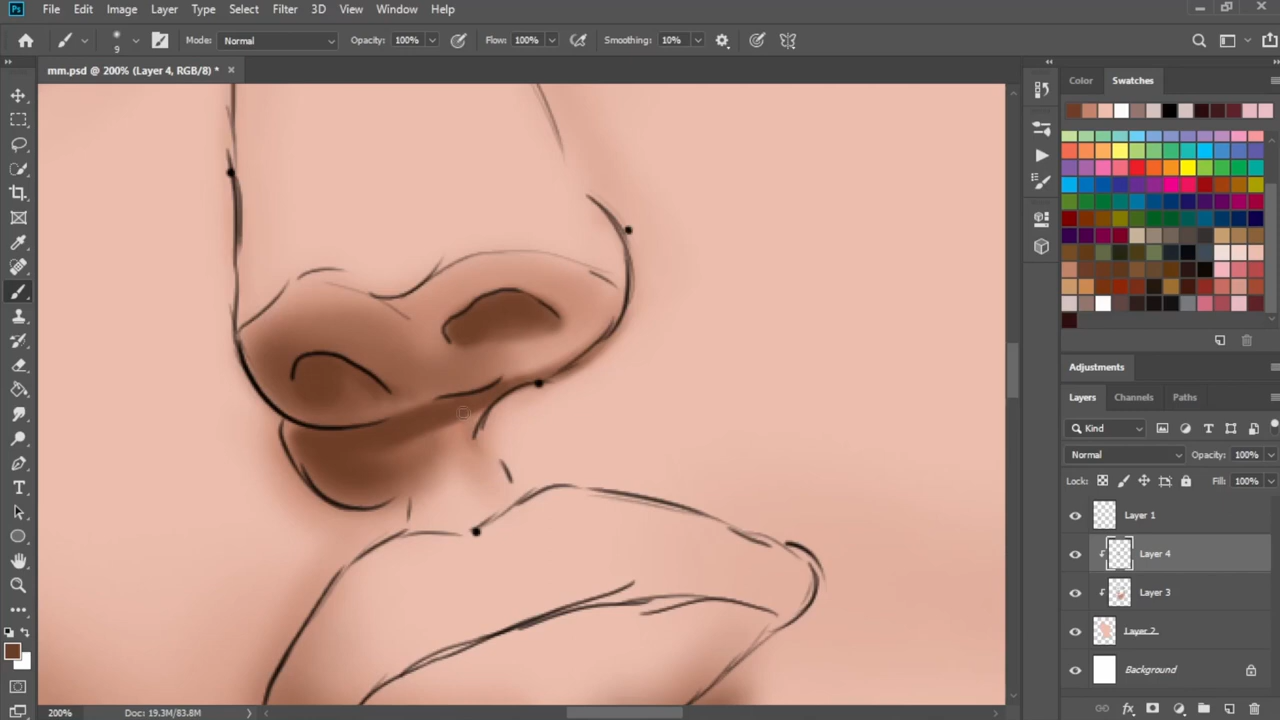 Ps File Edit Image Layer Type Select Filter 3D View Window Help
9 Mode: Normal Opacity: 100% Flow: 100% Smoothing: 10%
mm.psd @ 200% (Layer 4, RGB/8) *
Color Swatches
Adjustments
Layers Channels Paths
Kind
Normal Opacity: 100%
Lock: Fill: 100%
Layer 1
Layer 4
Layer 3
Layer 2
Background
200% Doc: 19.3M/83.8M